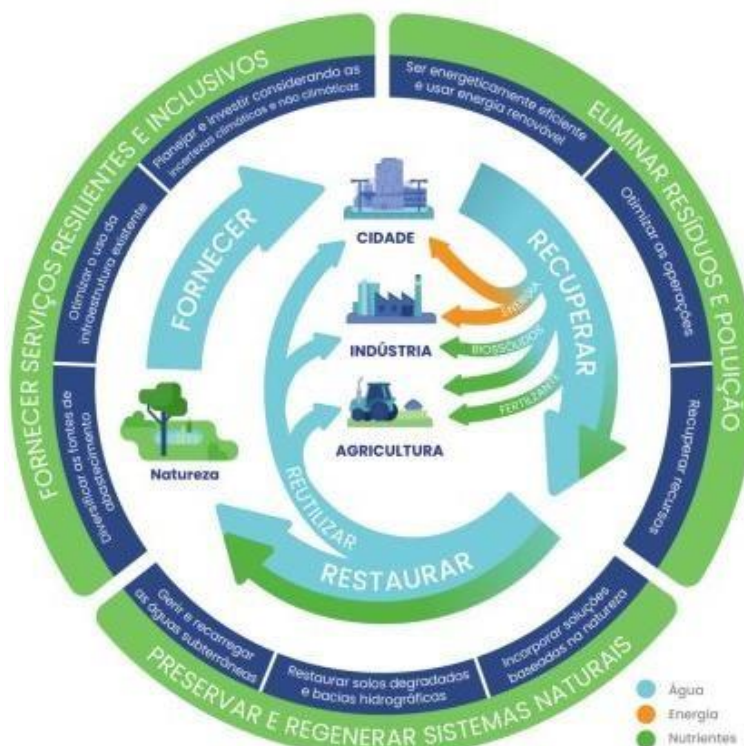 FORNECER SERVIÇOS RESILIENTES E INCLUSIVOS
Planejar e investir considerando as
incertezas climáticas e não climáticas
Otimizar o uso da
infraestrutura existente
Diversificar as fontes de
abastecimento
ELIMINAR RESÍDUOS E POLUIÇÃO
Ser energeticamente eficiente
e usar energia renovável
Otimizar as operações
Recuperar recursos
PRESERVAR E REGENERAR SISTEMAS NATURAIS
Gerir e recarregar
as águas subterrâneas
Restaurar solos degradados
e bacias hidrográficas
Incorporar soluções
baseadas na natureza
FORNECER
RECUPERAR
RESTAURAR
REUTILIZAR
CIDADE
INDÚSTRIA
AGRICULTURA
Natureza
ENERGIA
BIOSSÓLIDOS
FERTILIZANTE
Água
Energia
Nutrientes